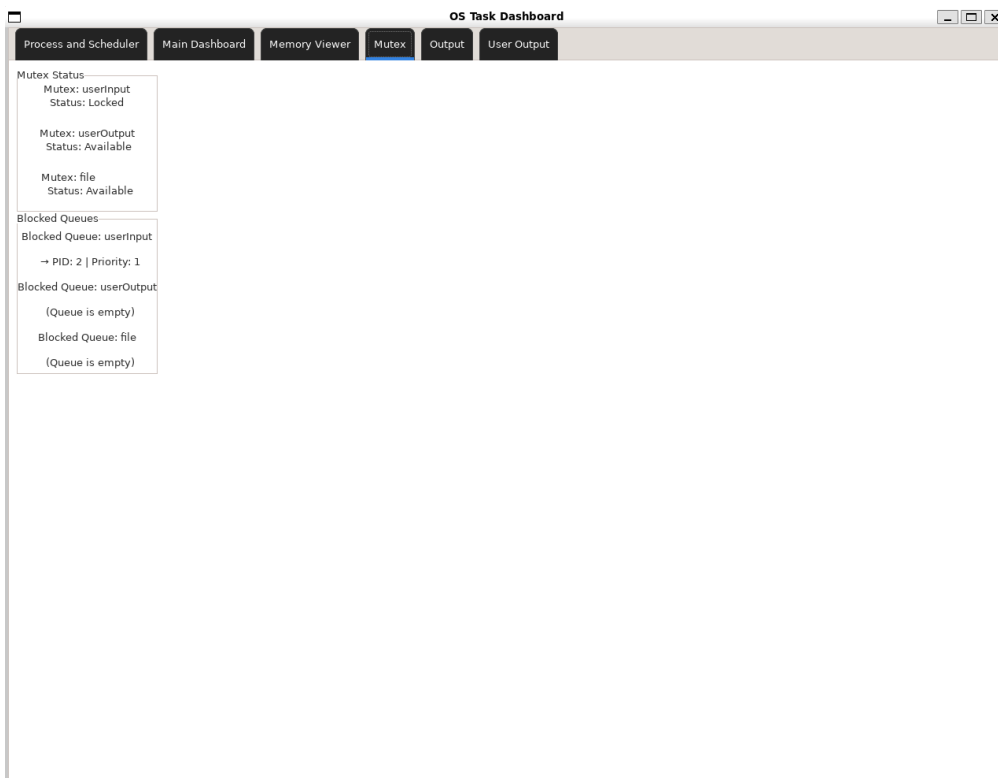 OS Task Dashboard
Process and Scheduler Main Dashboard Memory Viewer Mutex Output User Output
Mutex Status
Mutex: userInput
Status: Locked
Mutex: userOutput
Status: Available
Mutex: file
Status: Available
Blocked Queues
Blocked Queue: userInput
→ PID: 2 | Priority: 1
Blocked Queue: userOutput
(Queue is empty)
Blocked Queue: file
(Queue is empty)